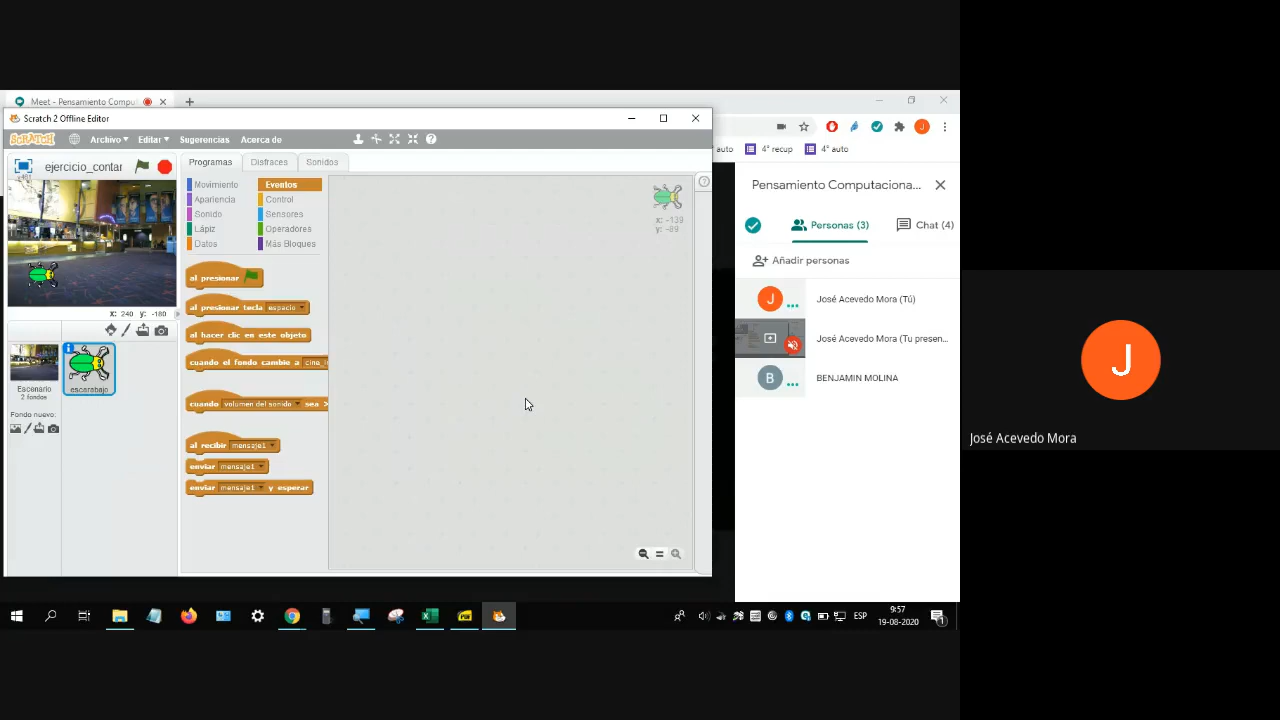 Meet - Pensamiento Compu
Scratch 2 Offline Editor
SCRATCH
Archivo
Editar
Sugerencias
Acerca de
ejercicio_contar
Programas
Disfraces
Sonidos
Movimiento
Eventos
Apariencia
Control
Sonido
Sensores
Lápiz
Operadores
Datos
Más Bloques
al presionar
al presionar tecla espacio
al hacer clic en este objeto
cuando el fondo cambie a
cuando volumen del sonido sea >
al recibir mensaje1
enviar mensaje1
enviar mensaje1 y esperar
x: -139
y: -89
x: 240 y: -180
Escenario
2 fondos
Fondo nuevo:
escarabajo
auto
4° recup
4° auto
Pensamiento Computaciona...
Personas (3)
Chat (4)
Añadir personas
J
José Acevedo Mora (Tú)
José Acevedo Mora (Tu presen...
B
BENJAMIN MOLINA
J
J
José Acevedo Mora
ESP
9:57
19-08-2020
1